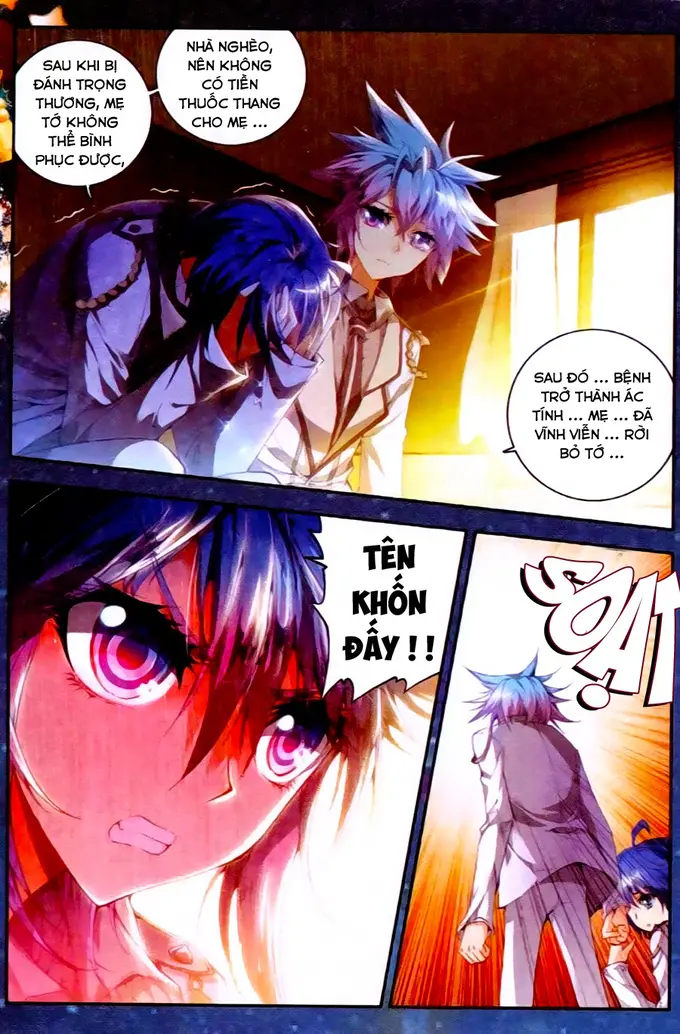 SAU KHI BỊ
ĐÁNH TRỌNG
THƯƠNG, MẸ
TỚ KHÔNG
THỂ BÌNH
PHỤC ĐƯỢC,
NHÀ NGHÈO,
NÊN KHÔNG
CÓ TIỀN
THUỐC THANG
CHO MẸ ...
SAU ĐÓ ... BỆNH
TRỞ THÀNH ÁC
TÍNH ... MẸ ... ĐÃ
VĨNH VIỄN ... RỜI
BỎ TỚ ...
TÊN
KHỐN
ĐẤY ! !
SOẠT